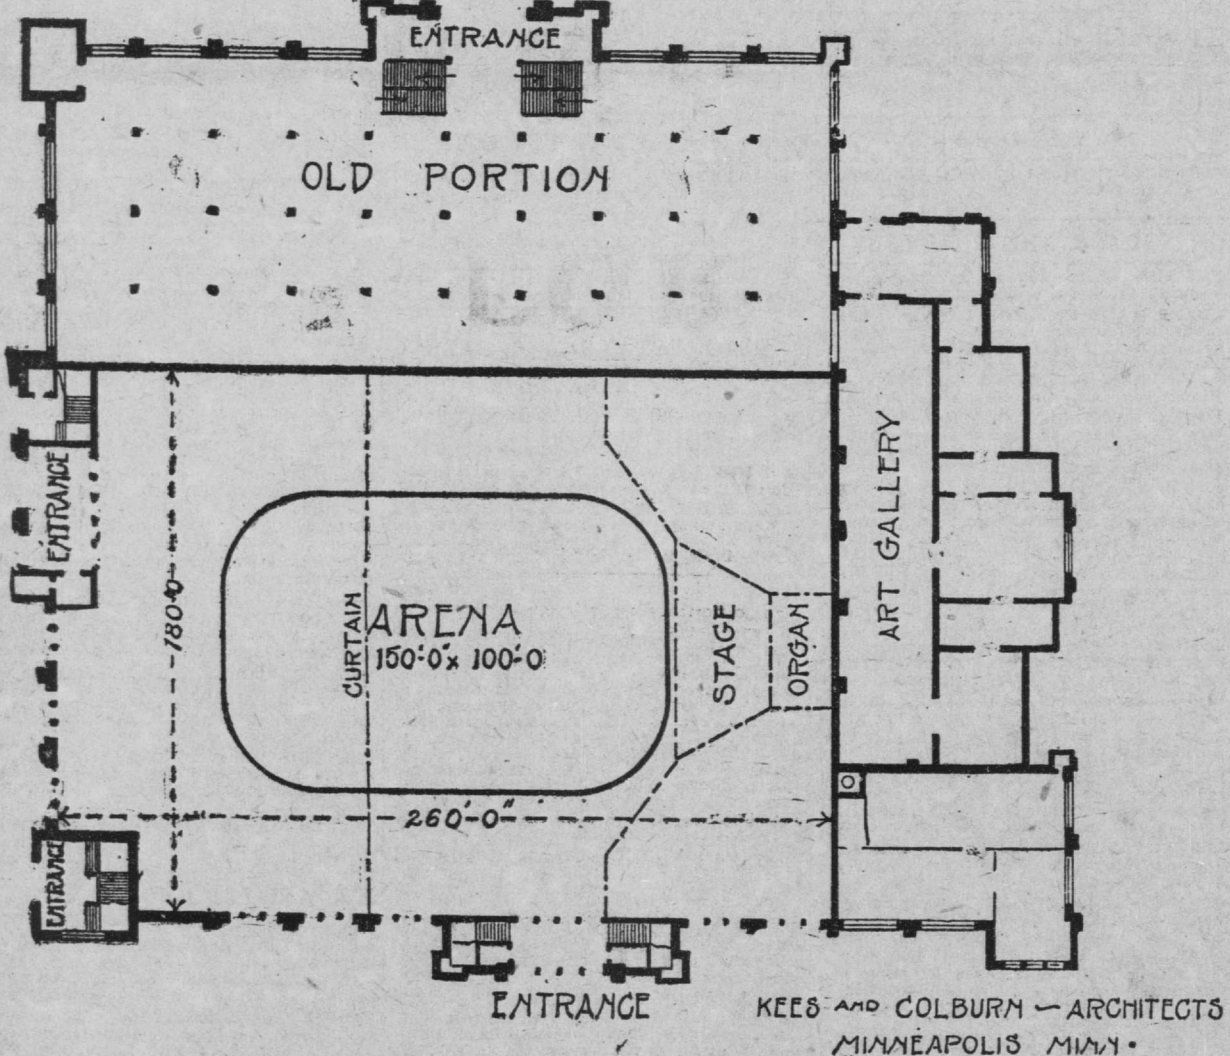 ENTRANCE
OLD PORTION
ENTRANCE
180'-0"
CURTAIN
ARENA
150'-0" x 100'-0
STAGE
ORGAN
ART GALLERY
260'-0"
ENTRANCE
ENTRANCE
KEES AND COLBURN - ARCHITECTS
MINNEAPOLIS MINN.